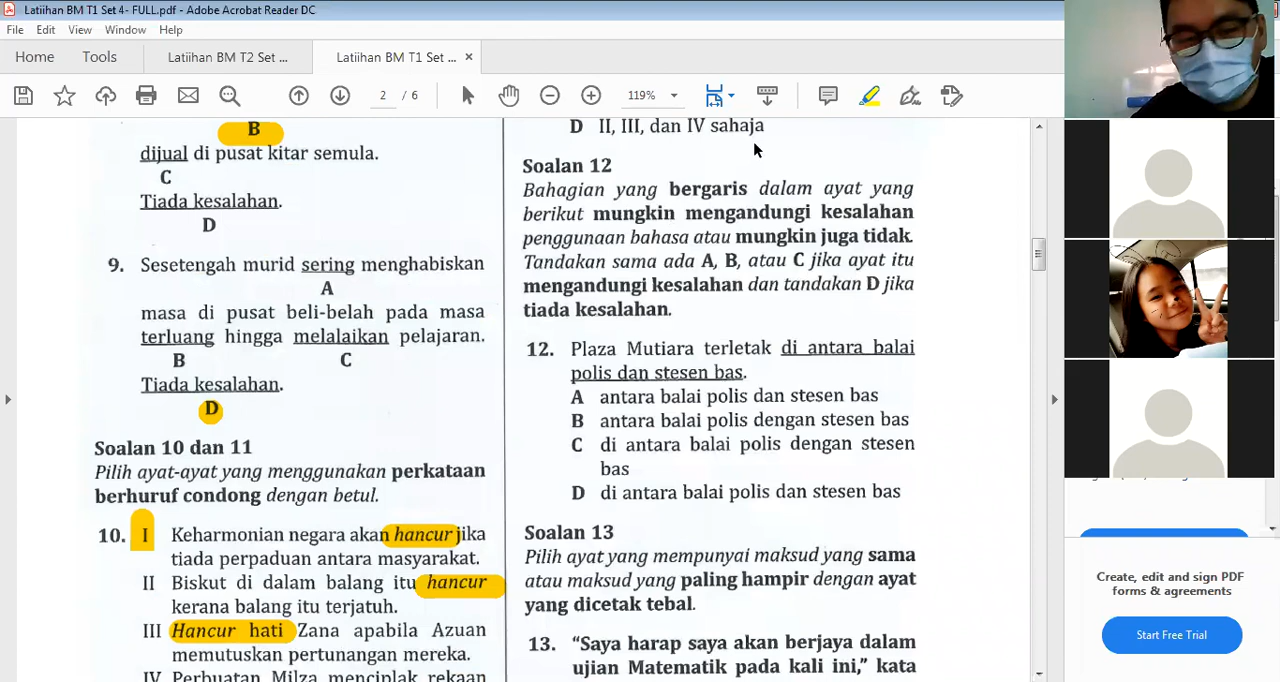 Latiihan BM T1 Set 4- FULL.pdf - Adobe Acrobat Reader DC
File Edit View Window Help
Home Tools Latiihan BM T2 Set ... Latiihan BM T1 Set ... ×
2 / 6 119%
B
dijual di pusat kitar semula.
C
Tiada kesalahan.
D
9. Sesetengah murid sering menghabiskan
A
masa di pusat beli-belah pada masa
terluang hingga melalaikan pelajaran.
B C
Tiada kesalahan.
D
Soalan 10 dan 11
Pilih ayat-ayat yang menggunakan perkataan
berhuruf condong dengan betul.
10. I Keharmonian negara akan hancur jika
tiada perpaduan antara masyarakat.
II Biskut di dalam balang itu hancur
kerana balang itu terjatuh.
III Hancur hati Zana apabila Azuan
memutuskan pertunangan mereka.
IV Perbuatan Milza menciplak rekaan
D II, III, dan IV sahaja
Soalan 12
Bahagian yang bergaris dalam ayat yang
berikut mungkin mengandungi kesalahan
penggunaan bahasa atau mungkin juga tidak.
Tandakan sama ada A, B, atau C jika ayat itu
mengandungi kesalahan dan tandakan D jika
tiada kesalahan.
12. Plaza Mutiara terletak di antara balai
polis dan stesen bas.
A antara balai polis dan stesen bas
B antara balai polis dengan stesen bas
C di antara balai polis dengan stesen
bas
D di antara balai polis dan stesen bas
Soalan 13
Pilih ayat yang mempunyai maksud yang sama
atau maksud yang paling hampir dengan ayat
yang dicetak tebal.
13. “Saya harap saya akan berjaya dalam
ujian Matematik pada kali ini,” kata
Create, edit and sign PDF
forms & agreements
Start Free Trial